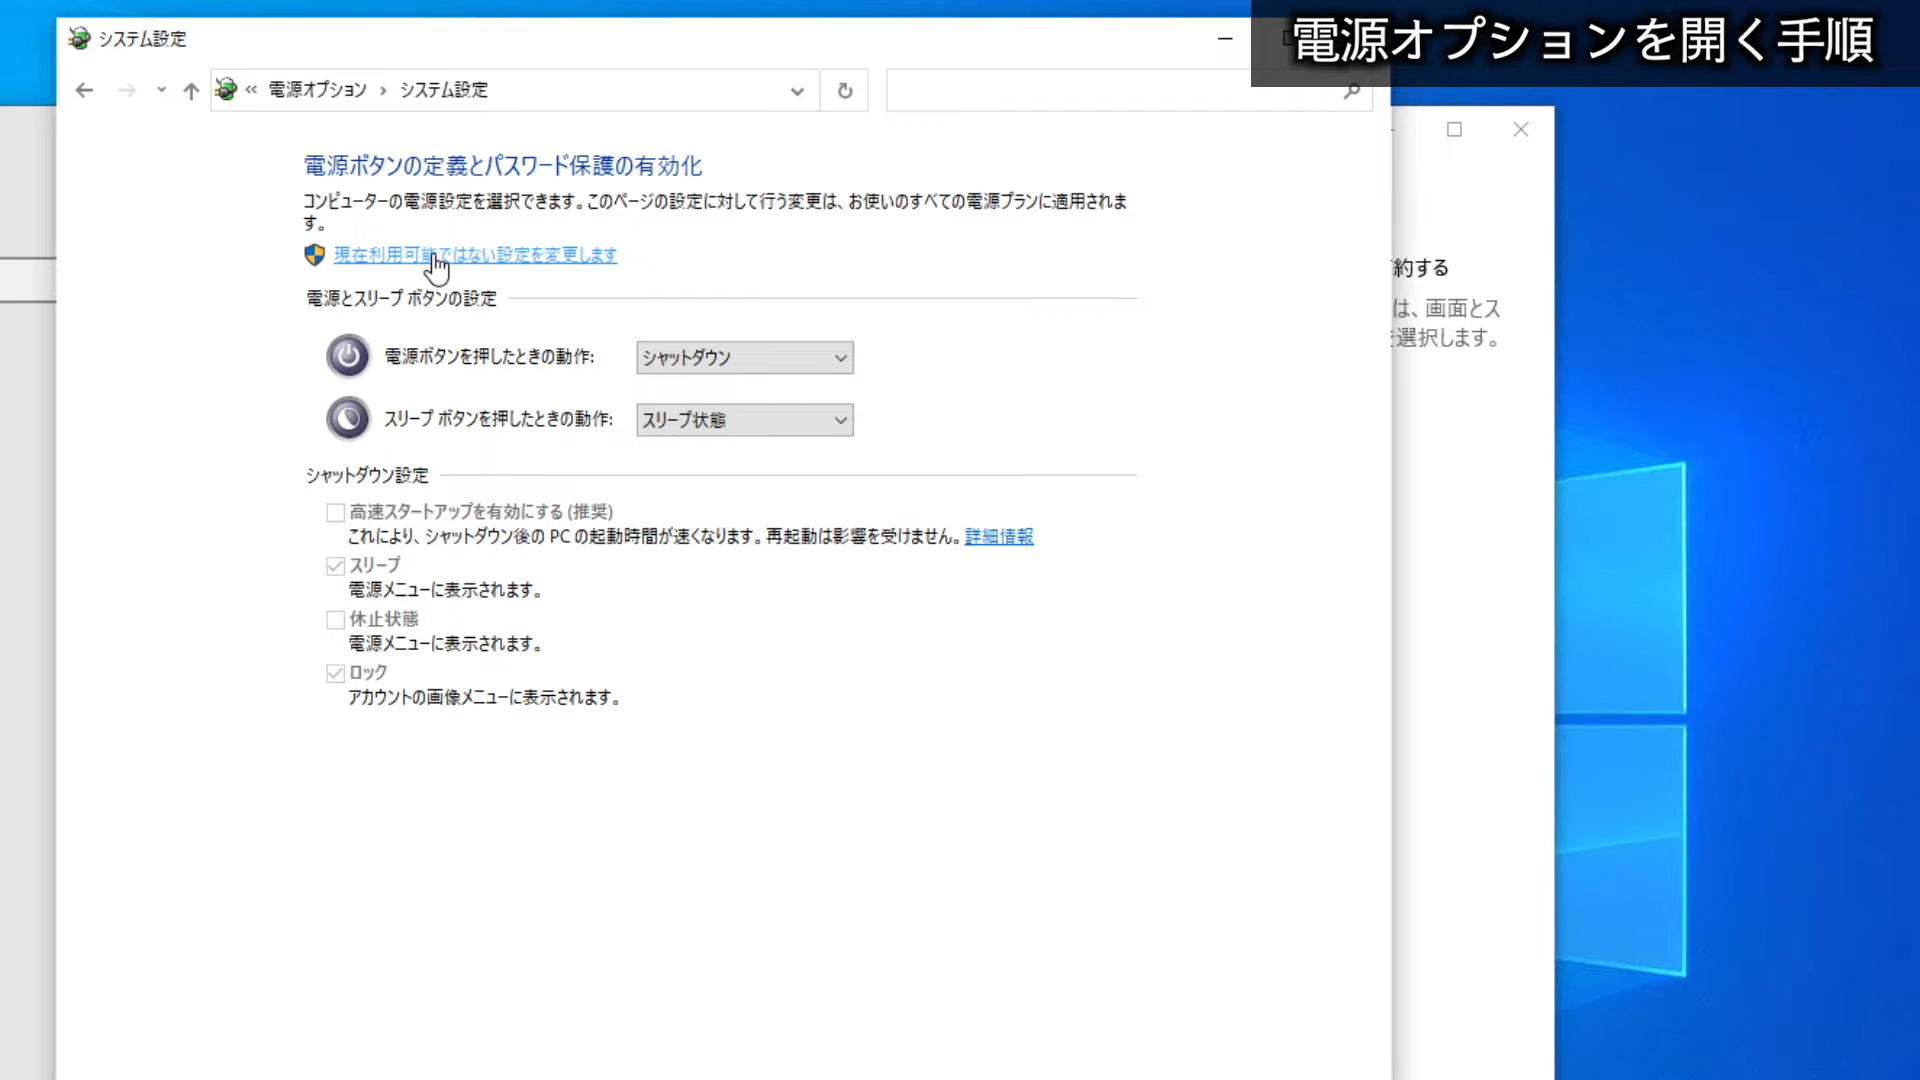 システム設定
電源オプションを開く手順
« 電源オプション › システム設定
電源ボタンの定義とパスワード保護の有効化
コンピューターの電源設定を選択できます。このページの設定に対して行う変更は、お使いのすべての電源プランに適用されま
す。
現在利用可能ではない設定を変更します
約する
は、画面とス
選択します。
電源とスリープ ボタンの設定
電源ボタンを押したときの動作: シャットダウン
スリープ ボタンを押したときの動作: スリープ状態
シャットダウン設定
高速スタートアップを有効にする (推奨)
これにより、シャットダウン後の PC の起動時間が速くなります。再起動は影響を受けません。詳細情報
スリープ
電源メニューに表示されます。
休止状態
電源メニューに表示されます。
ロック
アカウントの画像メニューに表示されます。